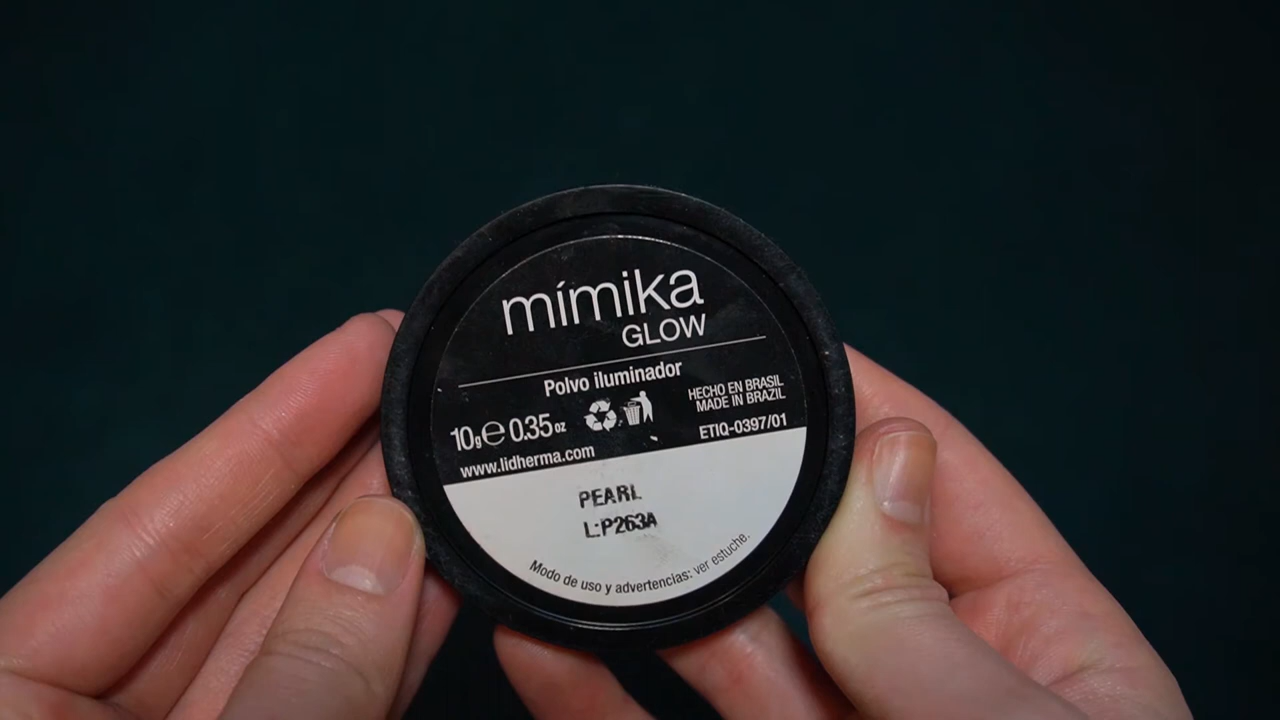 mímika
GLOW
Polvo iluminador
10g e 0.35oz
HECHO EN BRASIL
MADE IN BRAZIL
ETIQ-0397/01
www.lidherma.com
PEARL
L:P263A
Modo de uso y advertencias: ver estuche.